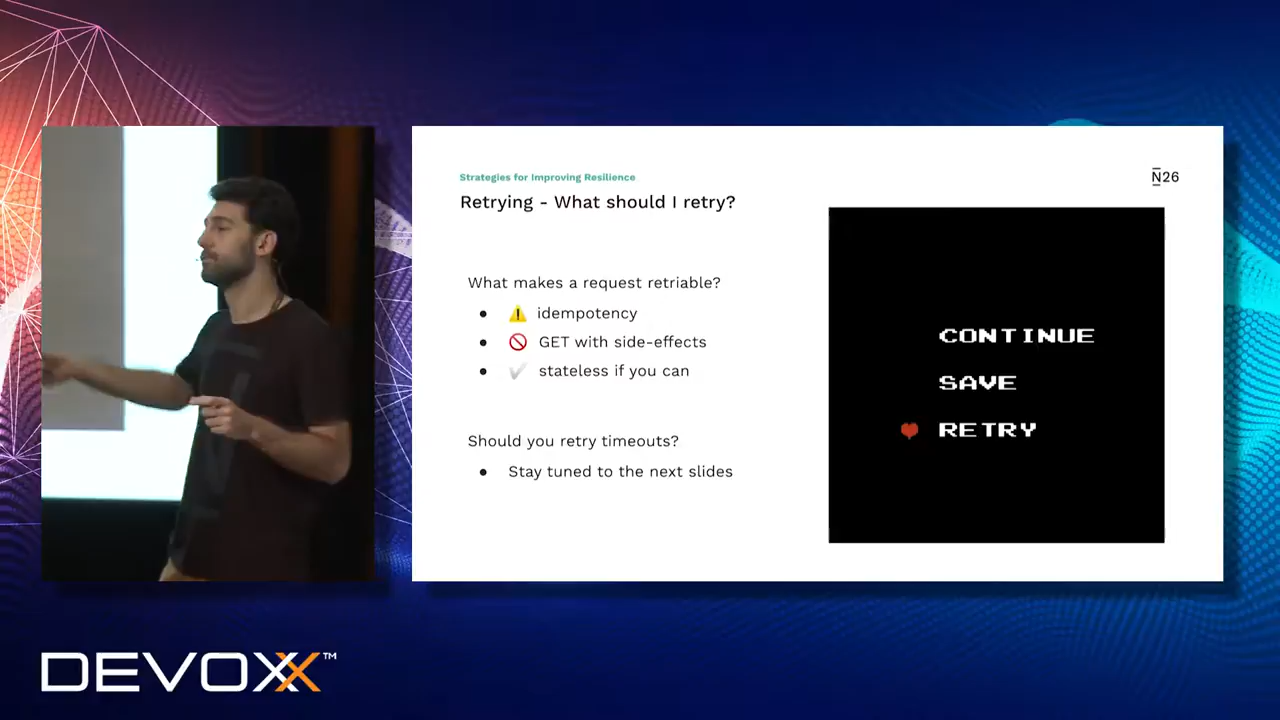 Strategies for Improving Resilience
N26
Retrying - What should I retry?
What makes a request retriable?
● ⚠️ idempotency
● 🚫 GET with side-effects
● ✔️ stateless if you can
Should you retry timeouts?
● Stay tuned to the next slides
CONTINUE
SAVE
RETRY
DEVOXX™